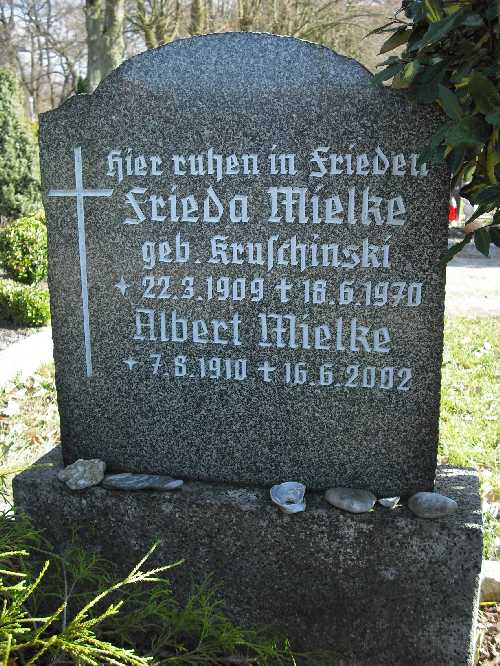 Hier ruhen in Frieden
Frieda Mielke
geb. Kruſchinski
✦ 22.3.1909 ✝ 18.6.1970
Albert Mielke
✦ 7.8.1910 ✝ 16.6.2002